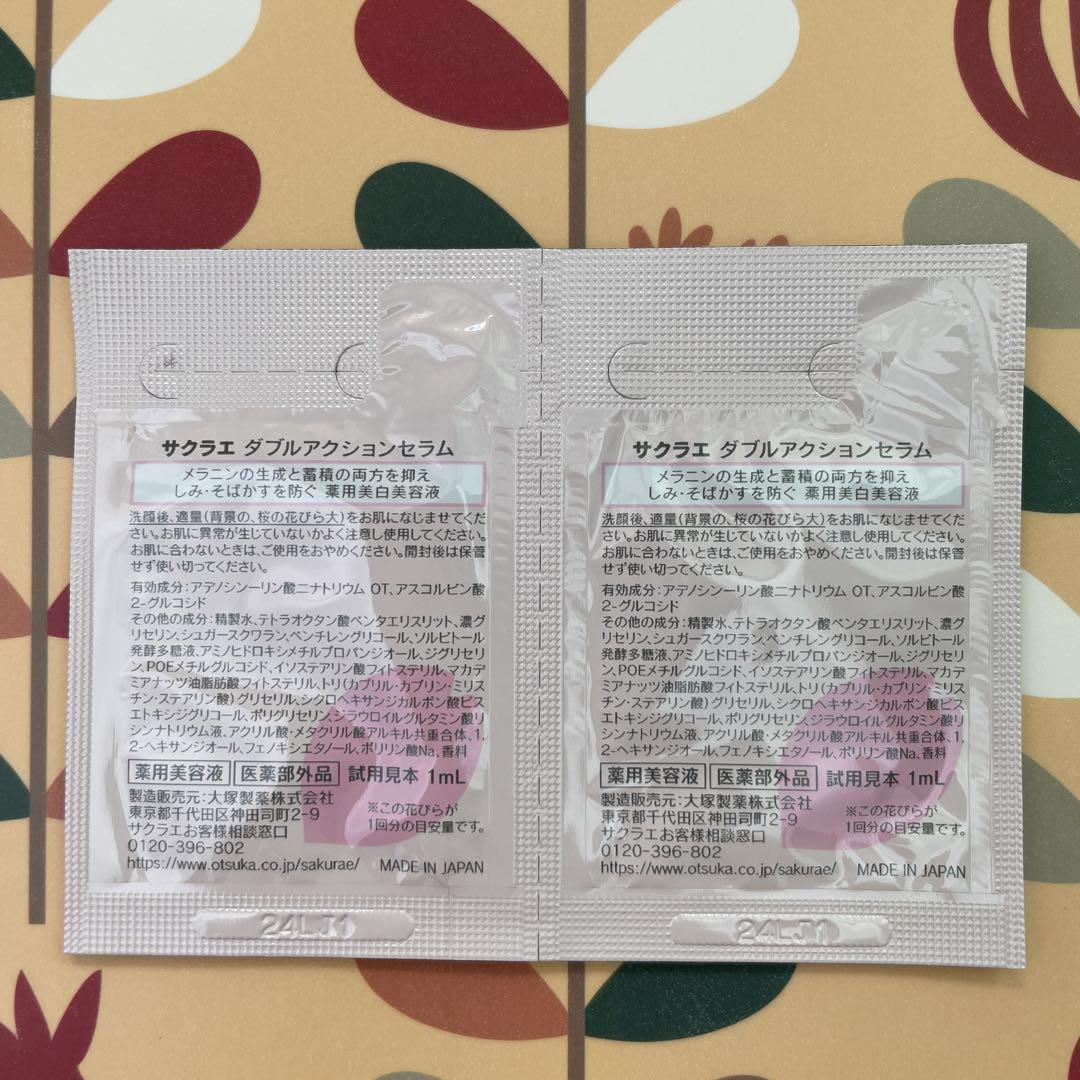 サクラエ ダブルアクションセラム
メラニンの生成と蓄積の両方を抑え
しみ・そばかすを防ぐ 薬用美白美容液
洗顔後、適量(背景の、桜の花びら大)をお肌になじませてくだ
さい。お肌に異常が生じていないかよく注意し使用してください。
お肌に合わないときは、ご使用をおやめください。開封後は保管
せず使い切ってください。
有効成分:アデノシン一リン酸二ナトリウム OT、アスコルビン酸
2-グルコシド
その他の成分:精製水、テトラオクタン酸ペンタエリスリット、濃グ
リセリン、シュガースクワラン、ペンチレングリコール、ソルビトール
発酵多糖液、アミノヒドロキシメチルプロパンジオール、ジグリセリ
ン、POEメチルグルコシド、イソステアリン酸フィトステリル、マカデ
ミアナッツ油脂肪酸フィトステリル、トリ(カプリル・カプリン・ミリス
チン・ステアリン酸)グリセリル、シクロヘキサンジカルボン酸ビス
エトキシジグリコール、ポリグリセリン、ジラウロイルグルタミン酸リ
シンナトリウム液、アクリル酸・メタクリル酸アルキル共重合体、1,
2-ヘキサンジオール、フェノキシエタノール、ポリリン酸Na、香料
薬用美容液 医薬部外品 試用見本 1mL
製造販売元:大塚製薬株式会社
東京都千代田区神田司町2-9
サクラエお客様相談窓口
0120-396-802
※この花びらが
1回分の目安量です。
https://www.otsuka.co.jp/sakurae/ MADE IN JAPAN
24LJ1
サクラエ ダブルアクションセラム
メラニンの生成と蓄積の両方を抑え
しみ・そばかすを防ぐ 薬用美白美容液
洗顔後、適量(背景の、桜の花びら大)をお肌になじませてくだ
さい。お肌に異常が生じていないかよく注意し使用してください。
お肌に合わないときは、ご使用をおやめください。開封後は保管
せず使い切ってください。
有効成分:アデノシン一リン酸二ナトリウム OT、アスコルビン酸
2-グルコシド
その他の成分:精製水、テトラオクタン酸ペンタエリスリット、濃グ
リセリン、シュガースクワラン、ペンチレングリコール、ソルビトール
発酵多糖液、アミノヒドロキシメチルプロパンジオール、ジグリセリ
ン、POEメチルグルコシド、イソステアリン酸フィトステリル、マカデ
ミアナッツ油脂肪酸フィトステリル、トリ(カプリル・カプリン・ミリス
チン・ステアリン酸)グリセリル、シクロヘキサンジカルボン酸ビス
エトキシジグリコール、ポリグリセリン、ジラウロイルグルタミン酸リ
シンナトリウム液、アクリル酸・メタクリル酸アルキル共重合体、1,
2-ヘキサンジオール、フェノキシエタノール、ポリリン酸Na、香料
薬用美容液 医薬部外品 試用見本 1mL
製造販売元:大塚製薬株式会社
東京都千代田区神田司町2-9
サクラエお客様相談窓口
0120-396-802
※この花びらが
1回分の目安量です。
https://www.otsuka.co.jp/sakurae/ MADE IN JAPAN
24LJ1